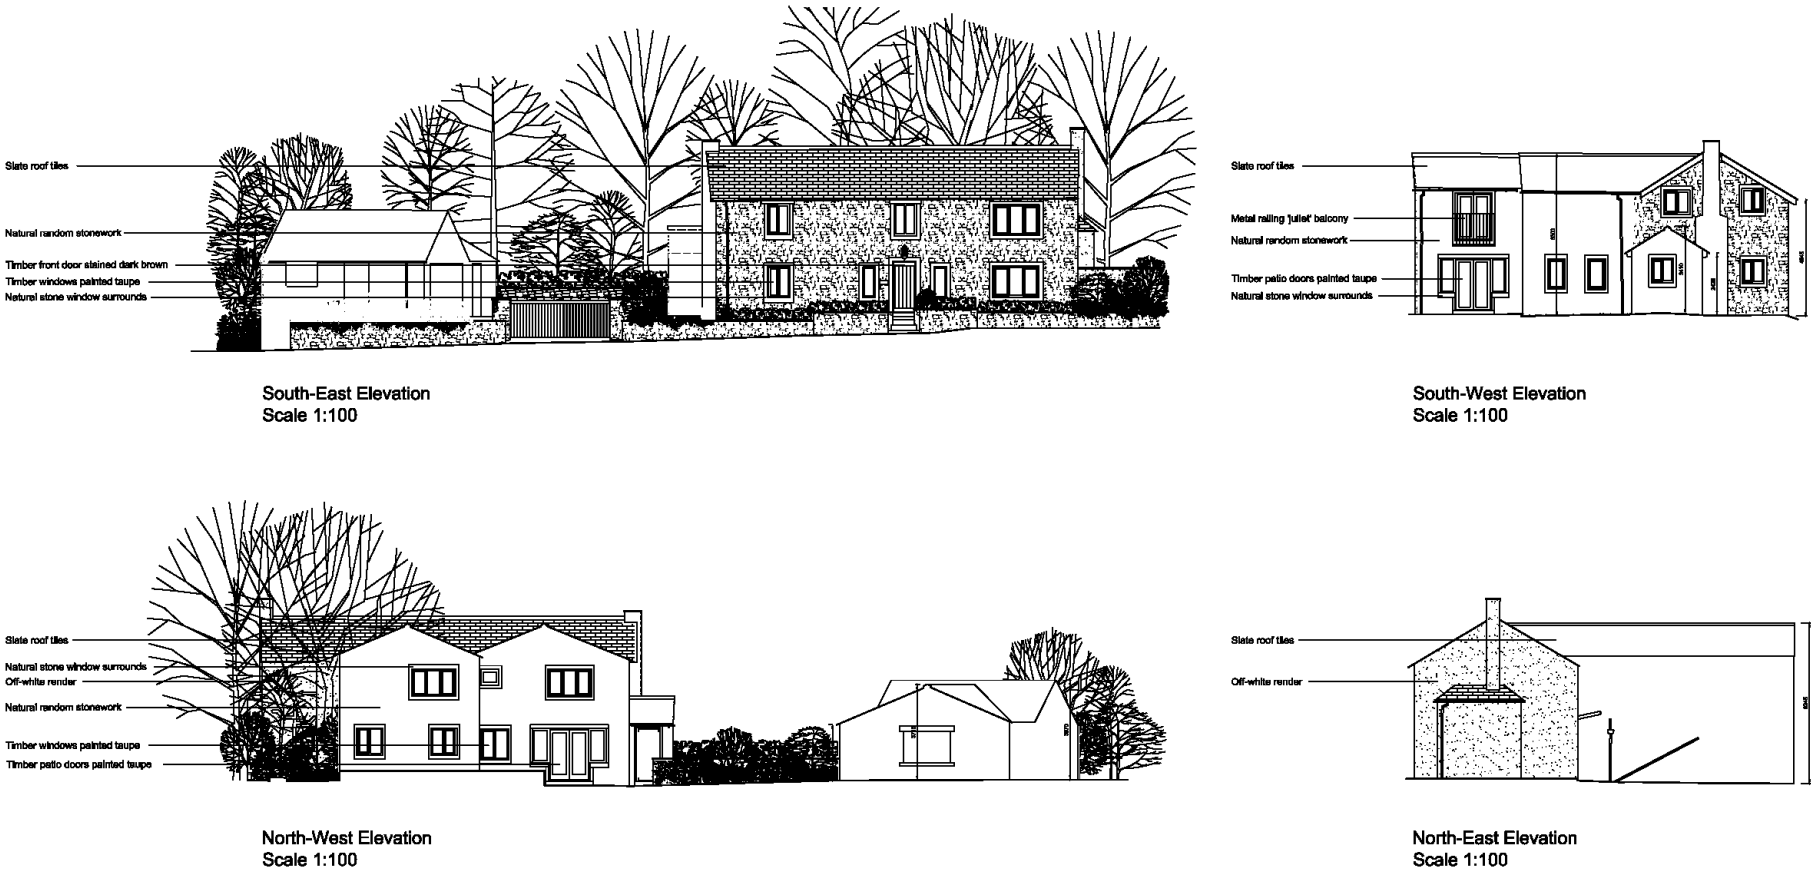 Slate roof tiles
Natural random stonework
Timber front door stained dark brown
Timber windows painted taupe
Natural stone window surrounds
South-East Elevation
Scale 1:100
Slate roof tiles
Metal railing 'juliet' balcony
Natural random stonework
Timber patio doors painted taupe
Natural stone window surrounds
South-West Elevation
Scale 1:100
Slate roof tiles
Natural stone window surrounds
Off-white render
Natural random stonework
Timber windows painted taupe
Timber patio doors painted taupe
North-West Elevation
Scale 1:100
Slate roof tiles
Off-white render
North-East Elevation
Scale 1:100